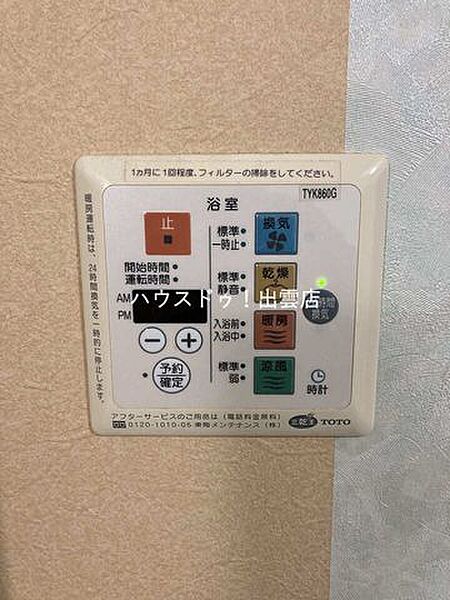 1カ月に1回程度、フィルターの掃除をしてください。
TYK860G
浴室
暖房運転時は、24時間換気を一時的に停止します。
止
標準
一時止
換気
開始時間
運転時間
標準
静音
乾燥
AM
PM
ハウスドゥ!出雲店
時間
換気
入浴前
入浴中
暖房
予約
確定
標準
弱
涼風
時計
アフターサービスのご用命は(電話料金無料)
0120-1010-05 東陶メンテナンス(株)
三乾王
TOTO